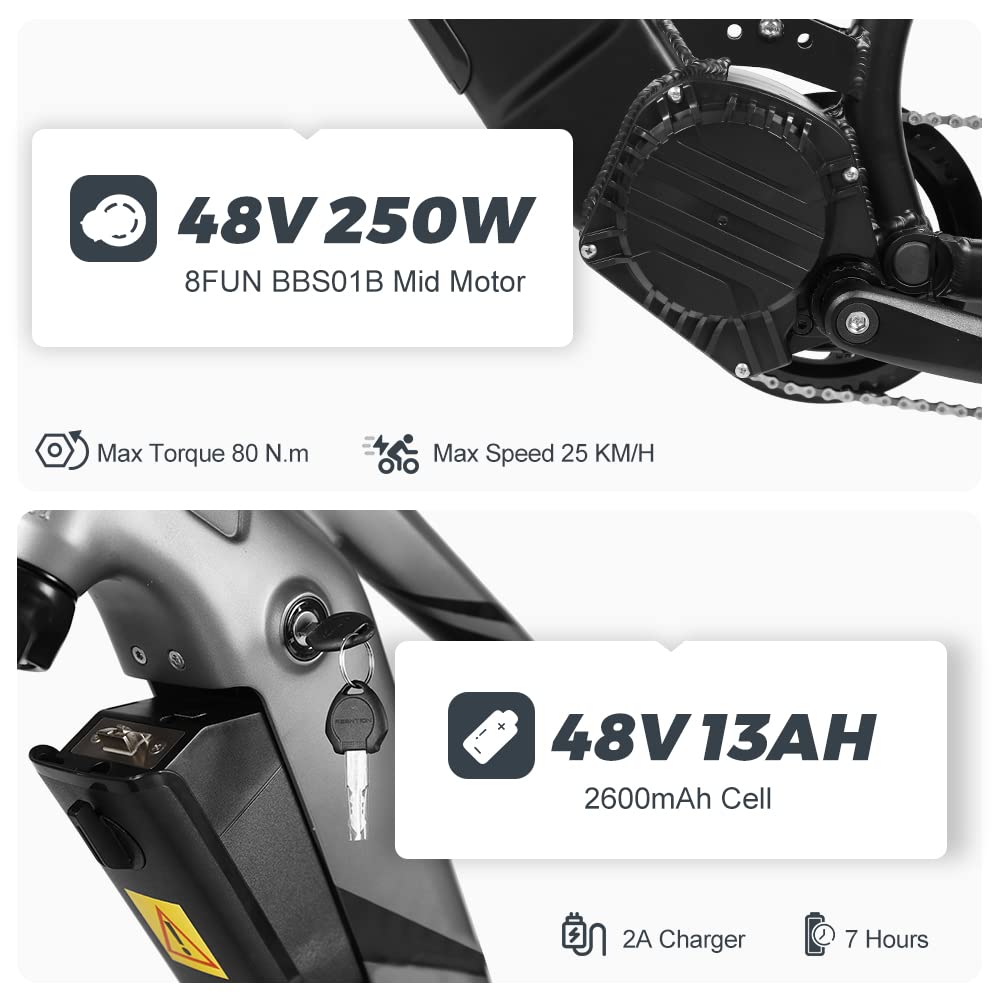 48V 250W
8FUN BBS01B Mid Motor
Max Torque 80 N.m
Max Speed 25 KM/H
REENTION
48V 13AH
2600mAh Cell
2A Charger
7 Hours